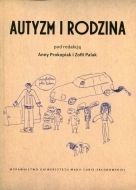 AUTYZM I RODZINA
pod redakcją
Anny Prokopiak i Zofii Palak
WYDAWNICTWO UNIWERSYTETU MARII CURIE-SKŁODOWSKIEJ